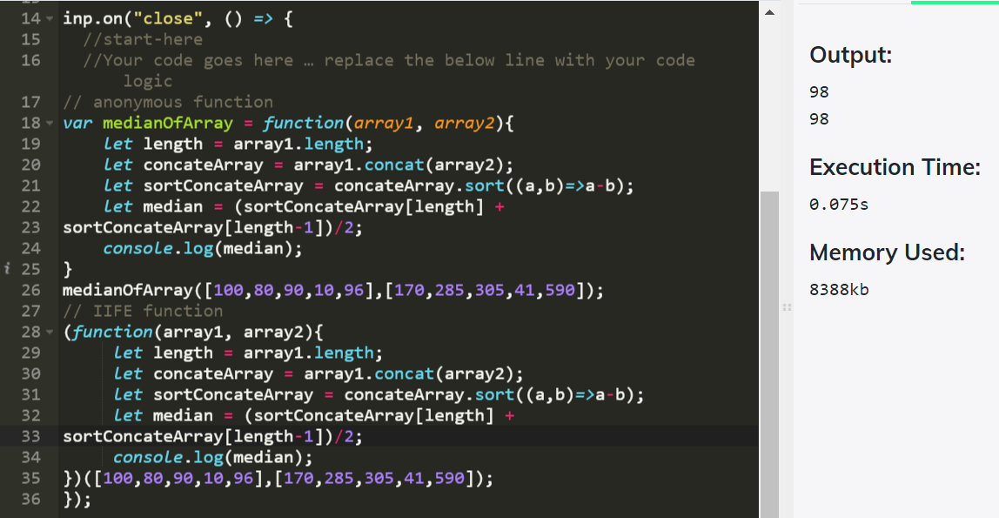 14 inp.on("close", () => {
15 //start-here
16 //Your code goes here … replace the below line with your code
logic
17 // anonymous function
18 var medianOfArray = function(array1, array2){
19 let length = array1.length;
20 let concateArray = array1.concat(array2);
21 let sortConcateArray = concateArray.sort((a,b)=>a-b);
22 let median = (sortConcateArray[length] +
23 sortConcateArray[length-1])/2;
24 console.log(median);
i 25 }
26 medianOfArray([100,80,90,10,96],[170,285,305,41,590]);
27 // IIFE function
28 (function(array1, array2){
29 let length = array1.length;
30 let concateArray = array1.concat(array2);
31 let sortConcateArray = concateArray.sort((a,b)=>a-b);
32 let median = (sortConcateArray[length] +
33 sortConcateArray[length-1])/2;
34 console.log(median);
35 })([100,80,90,10,96],[170,285,305,41,590]);
36 });
Output:
98
98
Execution Time:
0.075s
Memory Used:
8388kb